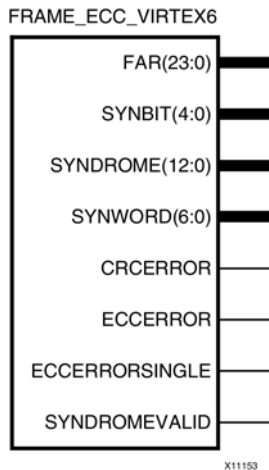 FRAME_ECC_VIRTEX6
FAR(23:0)
SYNBIT(4:0)
SYNDROME(12:0)
SYNWORD(6:0)
CRCERROR
ECCERROR
ECCERRORSINGLE
SYNDROMEVALID
X11153